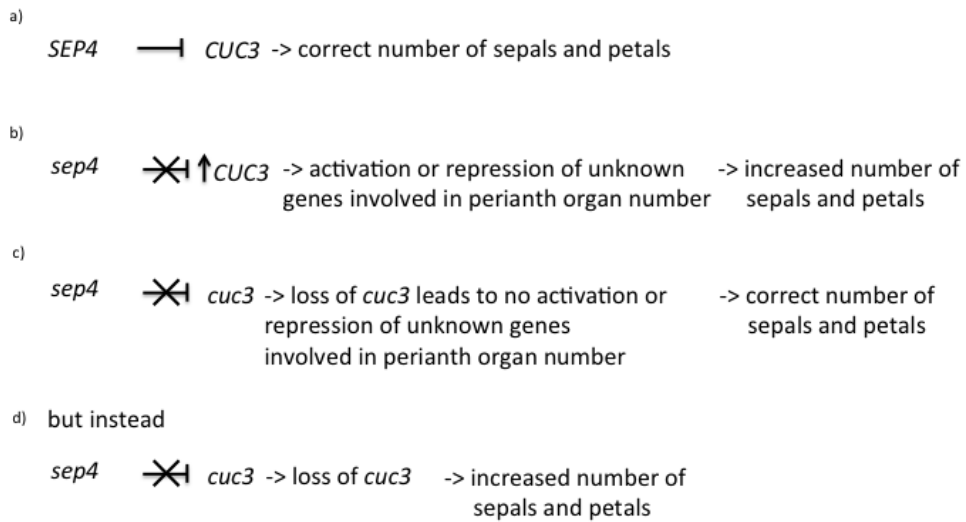 a)
SEP4 CUC3 -> correct number of sepals and petals
b)
sep4 CUC3 -> activation or repression of unknown -> increased number of
genes involved in perianth organ number sepals and petals
c)
sep4 cuc3 -> loss of cuc3 leads to no activation or -> correct number of
repression of unknown genes sepals and petals
involved in perianth organ number
d) but instead
sep4 cuc3 -> loss of cuc3 -> increased number of
sepals and petals